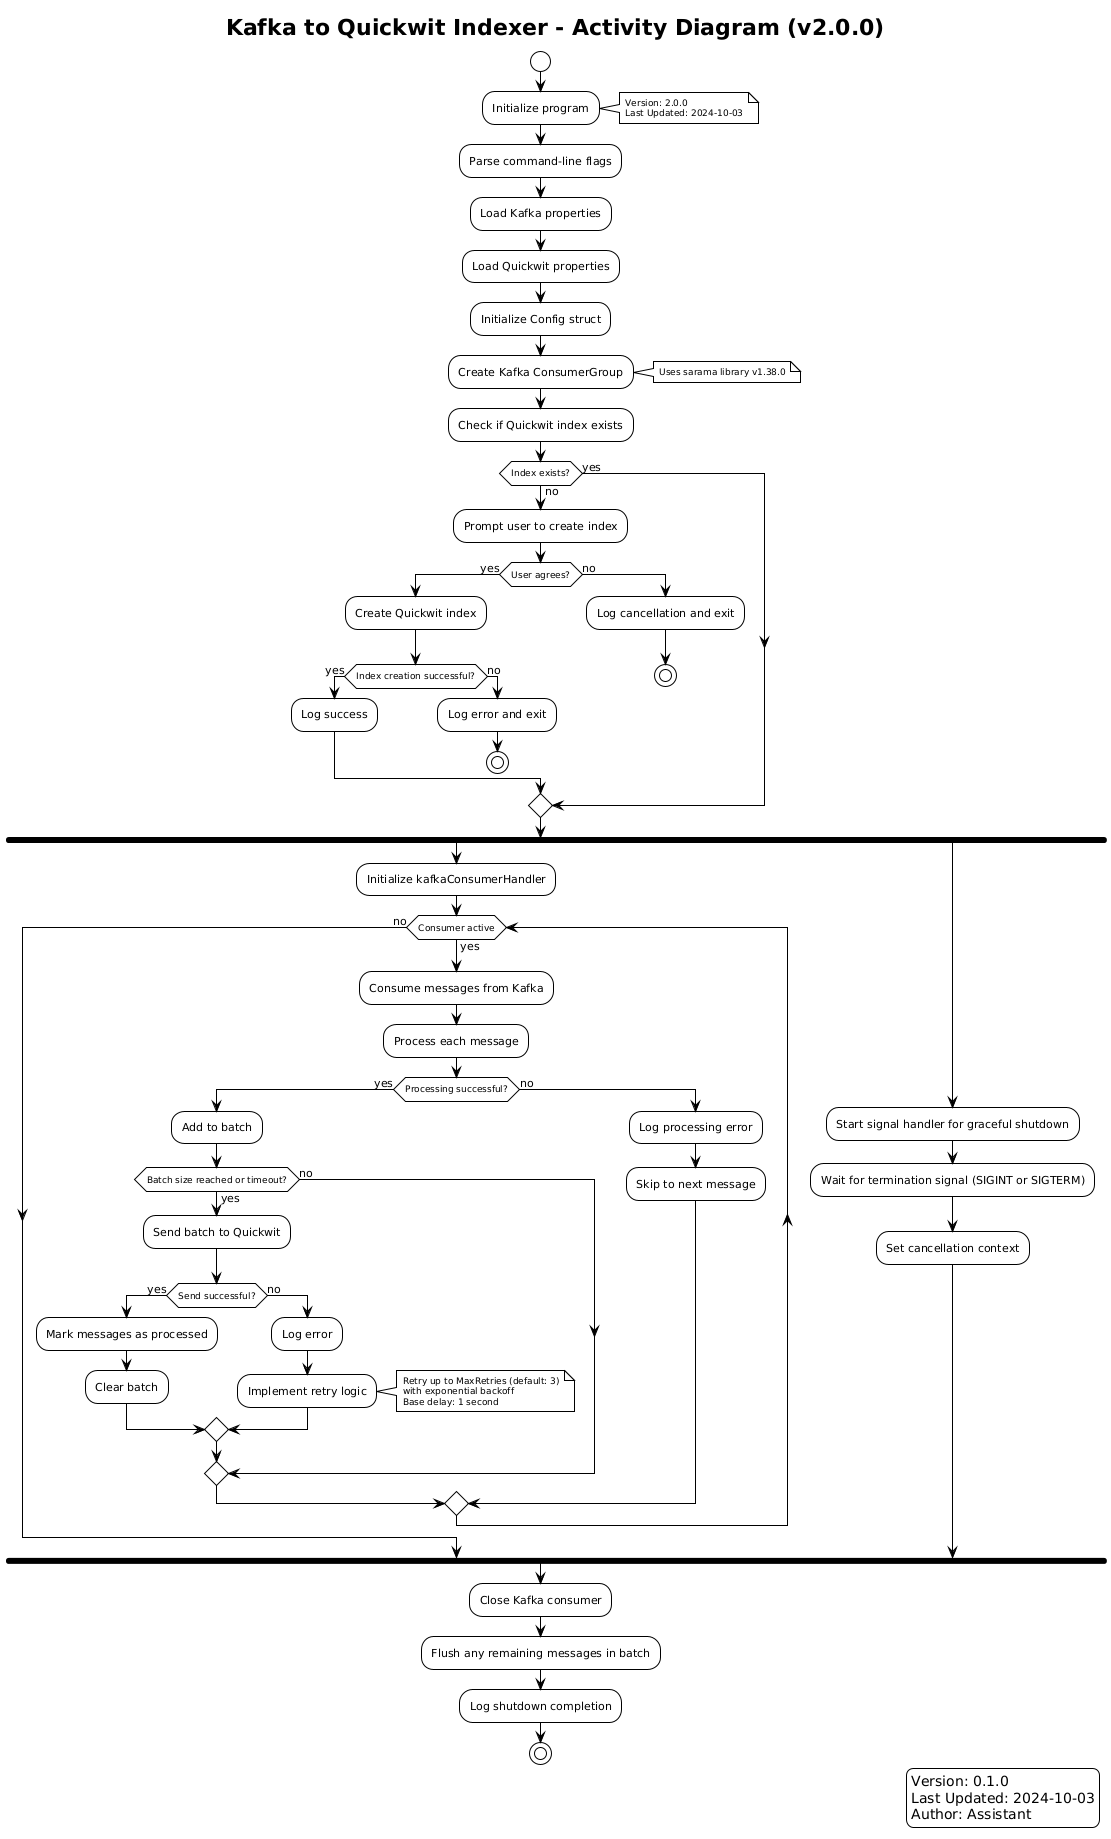 Kafka to Quickwit Indexer - Activity Diagram (v2.0.0)
Initialize program
Version: 2.0.0
Last Updated: 2024-10-03
Parse command-line flags
Load Kafka properties
Load Quickwit properties
Initialize Config struct
Create Kafka ConsumerGroup
Uses sarama library v1.38.0
Check if Quickwit index exists
Index exists?
yes
no
Prompt user to create index
yes
User agrees?
no
Create Quickwit index
Log cancellation and exit
yes
Index creation successful?
no
Log success
Log error and exit
Initialize kafkaConsumerHandler
no
Consumer active
yes
Consume messages from Kafka
Process each message
yes
Processing successful?
no
Add to batch
Log processing error
Start signal handler for graceful shutdown
Batch size reached or timeout?
no
yes
Skip to next message
Wait for termination signal (SIGINT or SIGTERM)
Send batch to Quickwit
Set cancellation context
yes
Send successful?
no
Mark messages as processed
Log error
Clear batch
Implement retry logic
Retry up to MaxRetries (default: 3)
with exponential backoff
Base delay: 1 second
Close Kafka consumer
Flush any remaining messages in batch
Log shutdown completion
Version: 0.1.0
Last Updated: 2024-10-03
Author: Assistant